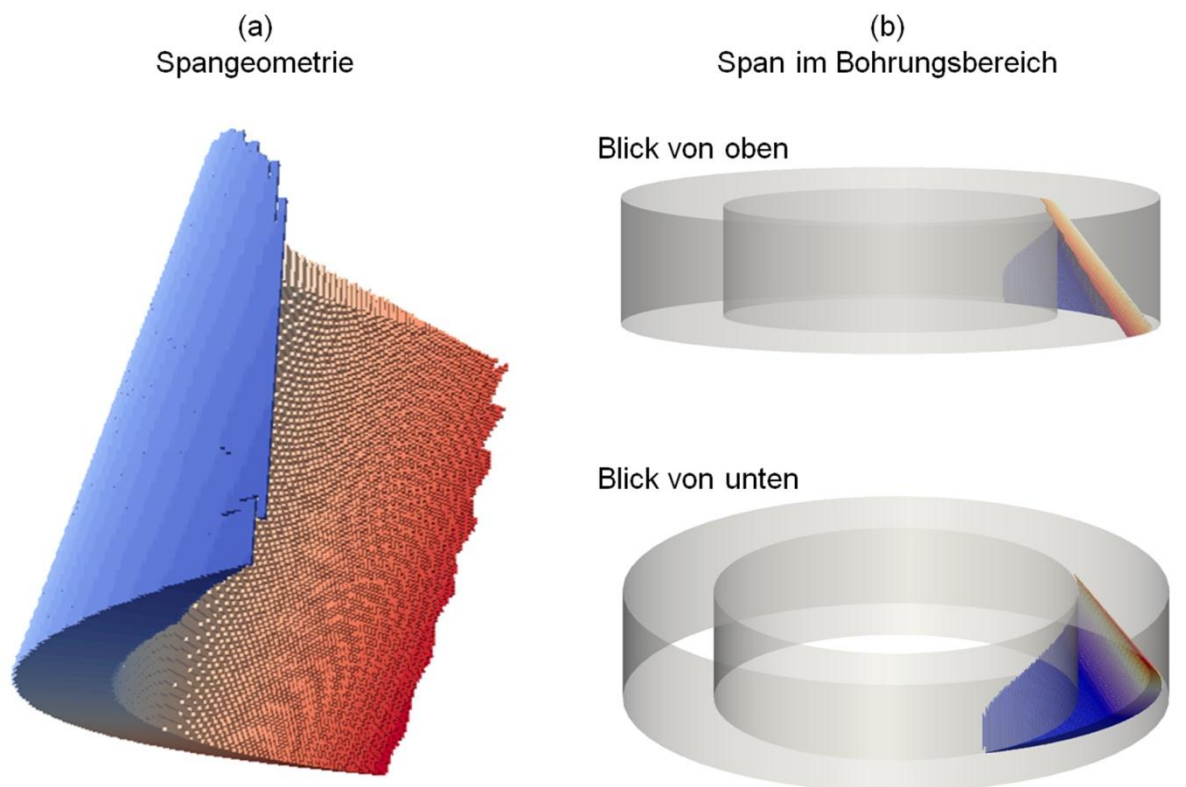 (a)
Spangeometrie
(b)
Span im Bohrungsbereich
Blick von oben
Blick von unten